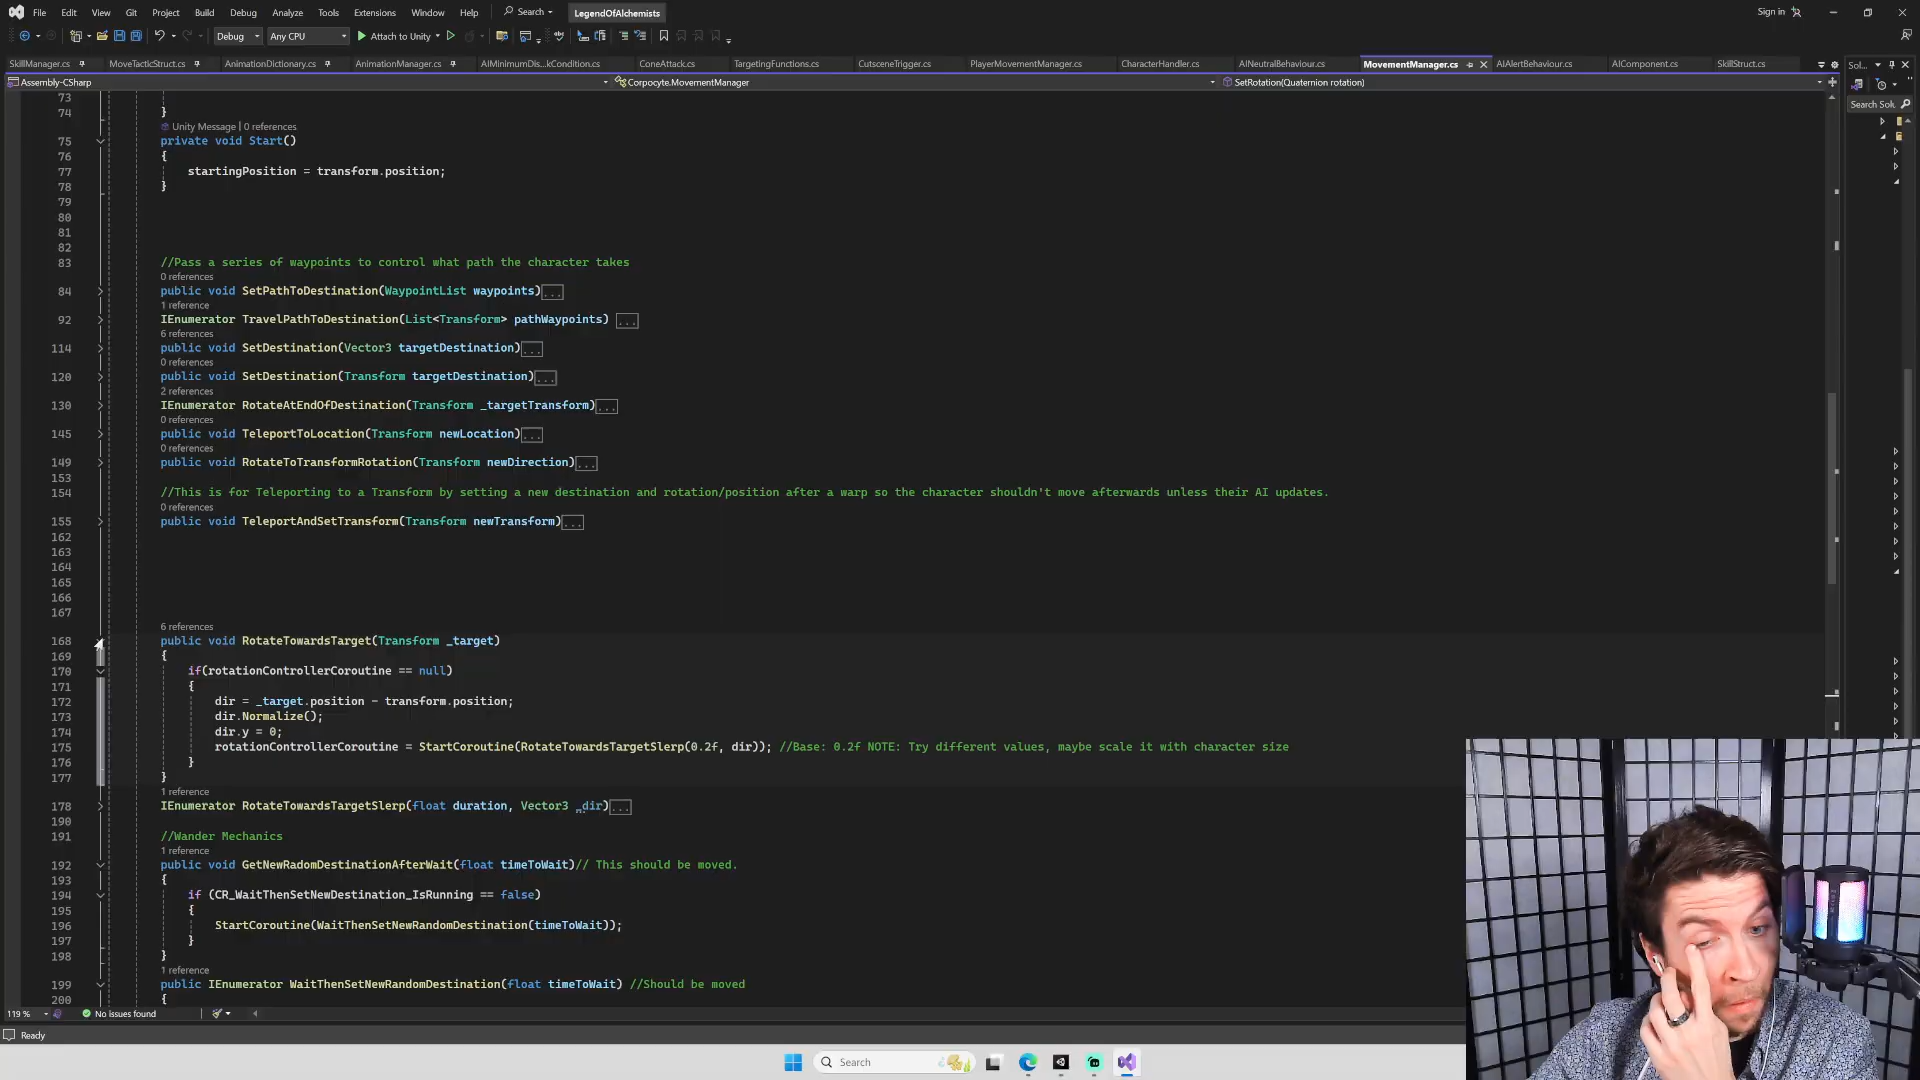 File Edit View Git Project Build Debug Analyze Tools Extensions Window Help Search LegendOfAlchemists Sign in
Debug Any CPU Attach to Unity
SkillManager.cs MoveTacticStruct.cs AnimationDictionary.cs AnimationManager.cs AIMinimumDis...kCondition.cs ConeAttack.cs TargetingFunctions.cs CutsceneTrigger.cs PlayerMovementManager.cs CharacterHandler.cs AINeutralBehaviour.cs MovementManager.cs AIAlertBehaviour.cs AIComponent.cs SkillStruct.cs Sol...
Assembly-CSharp Corpocyte.MovementManager SetRotation(Quaternion rotation)
Search Solu
73
74 }
Unity Message | 0 references
75 private void Start()
76 {
77 startingPosition = transform.position;
78 }
79
80
81
82
83 //Pass a series of waypoints to control what path the character takes
0 references
84 public void SetPathToDestination(WaypointList waypoints)...
1 reference
92 IEnumerator TravelPathToDestination(List<Transform> pathWaypoints) ...
6 references
114 public void SetDestination(Vector3 targetDestination)...
0 references
120 public void SetDestination(Transform targetDestination)...
2 references
130 IEnumerator RotateAtEndOfDestination(Transform _targetTransform)...
0 references
145 public void TeleportToLocation(Transform newLocation)...
0 references
149 public void RotateToTransformRotation(Transform newDirection)...
153
154 //This is for Teleporting to a Transform by setting a new destination and rotation/position after a warp so the character shouldn't move afterwards unless their AI updates.
0 references
155 public void TeleportAndSetTransform(Transform newTransform)...
162
163
164
165
166
167
6 references
168 public void RotateTowardsTarget(Transform _target)
169 {
170 if(rotationControllerCoroutine == null)
171 {
172 dir = _target.position - transform.position;
173 dir.Normalize();
174 dir.y = 0;
175 rotationControllerCoroutine = StartCoroutine(RotateTowardsTargetSlerp(0.2f, dir)); //Base: 0.2f NOTE: Try different values, maybe scale it with character size
176 }
177 }
1 reference
178 IEnumerator RotateTowardsTargetSlerp(float duration, Vector3 _dir)...
190
191 //Wander Mechanics
1 reference
192 public void GetNewRadomDestinationAfterWait(float timeToWait)// This should be moved.
193 {
194 if (CR_WaitThenSetNewDestination_IsRunning == false)
195 {
196 StartCoroutine(WaitThenSetNewRandomDestination(timeToWait));
197 }
198 }
1 reference
199 public IEnumerator WaitThenSetNewRandomDestination(float timeToWait) //Should be moved
200 {
119 % No issues found
Ready
Search